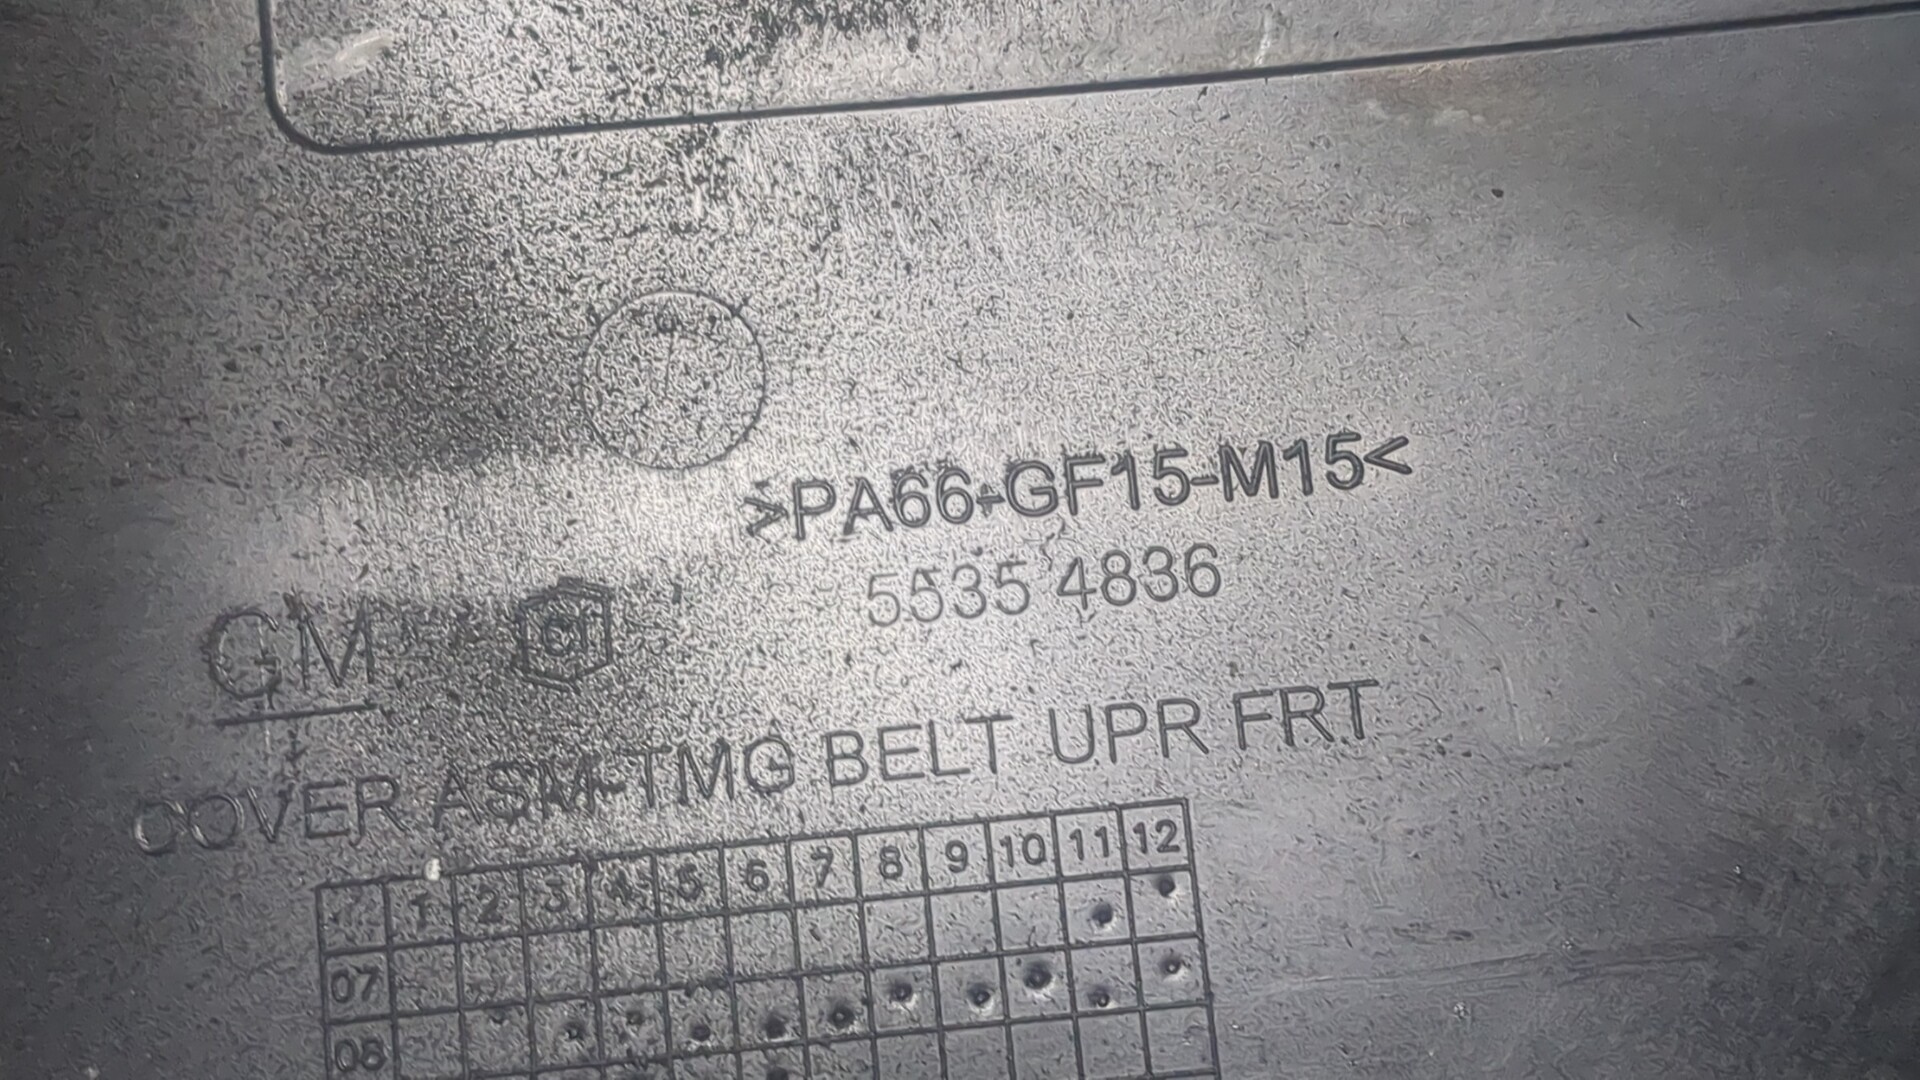 >PA66-GF15-M15<
5535 4836
GM
COVER ASM-TMG BELT UPR FRT
1 2 3 4 5 6 7 8 9 10 11 12
07
08